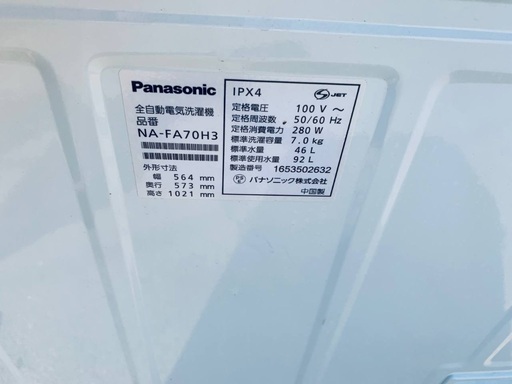 Panasonic
全自動電気洗濯機
品番
NA-FA70H3
外形寸法
幅 564 mm
奥行 573 mm
高さ 1021 mm
IPX4
JET
定格電圧 100 V ～
定格周波数 50/60 Hz
定格消費電力 280 W
標準洗濯容量 7.0 kg
標準水量 46 L
標準使用水量 92 L
製造番号 1653502632
パナソニック株式会社
中国製